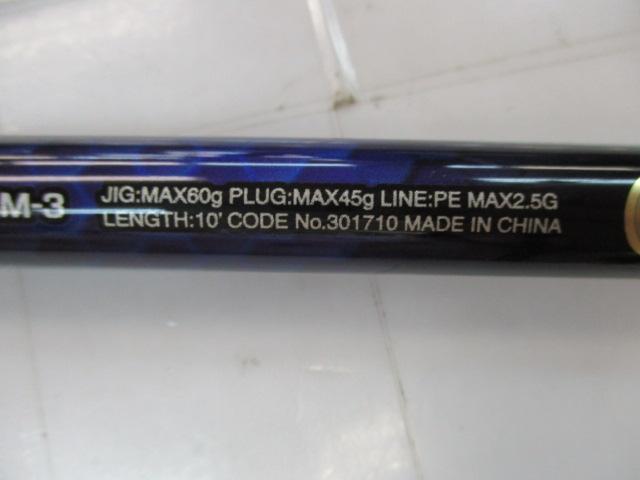 M-3
JIG:MAX60g PLUG:MAX45g LINE:PE MAX2.5G
LENGTH:10' CODE No.301710 MADE IN CHINA